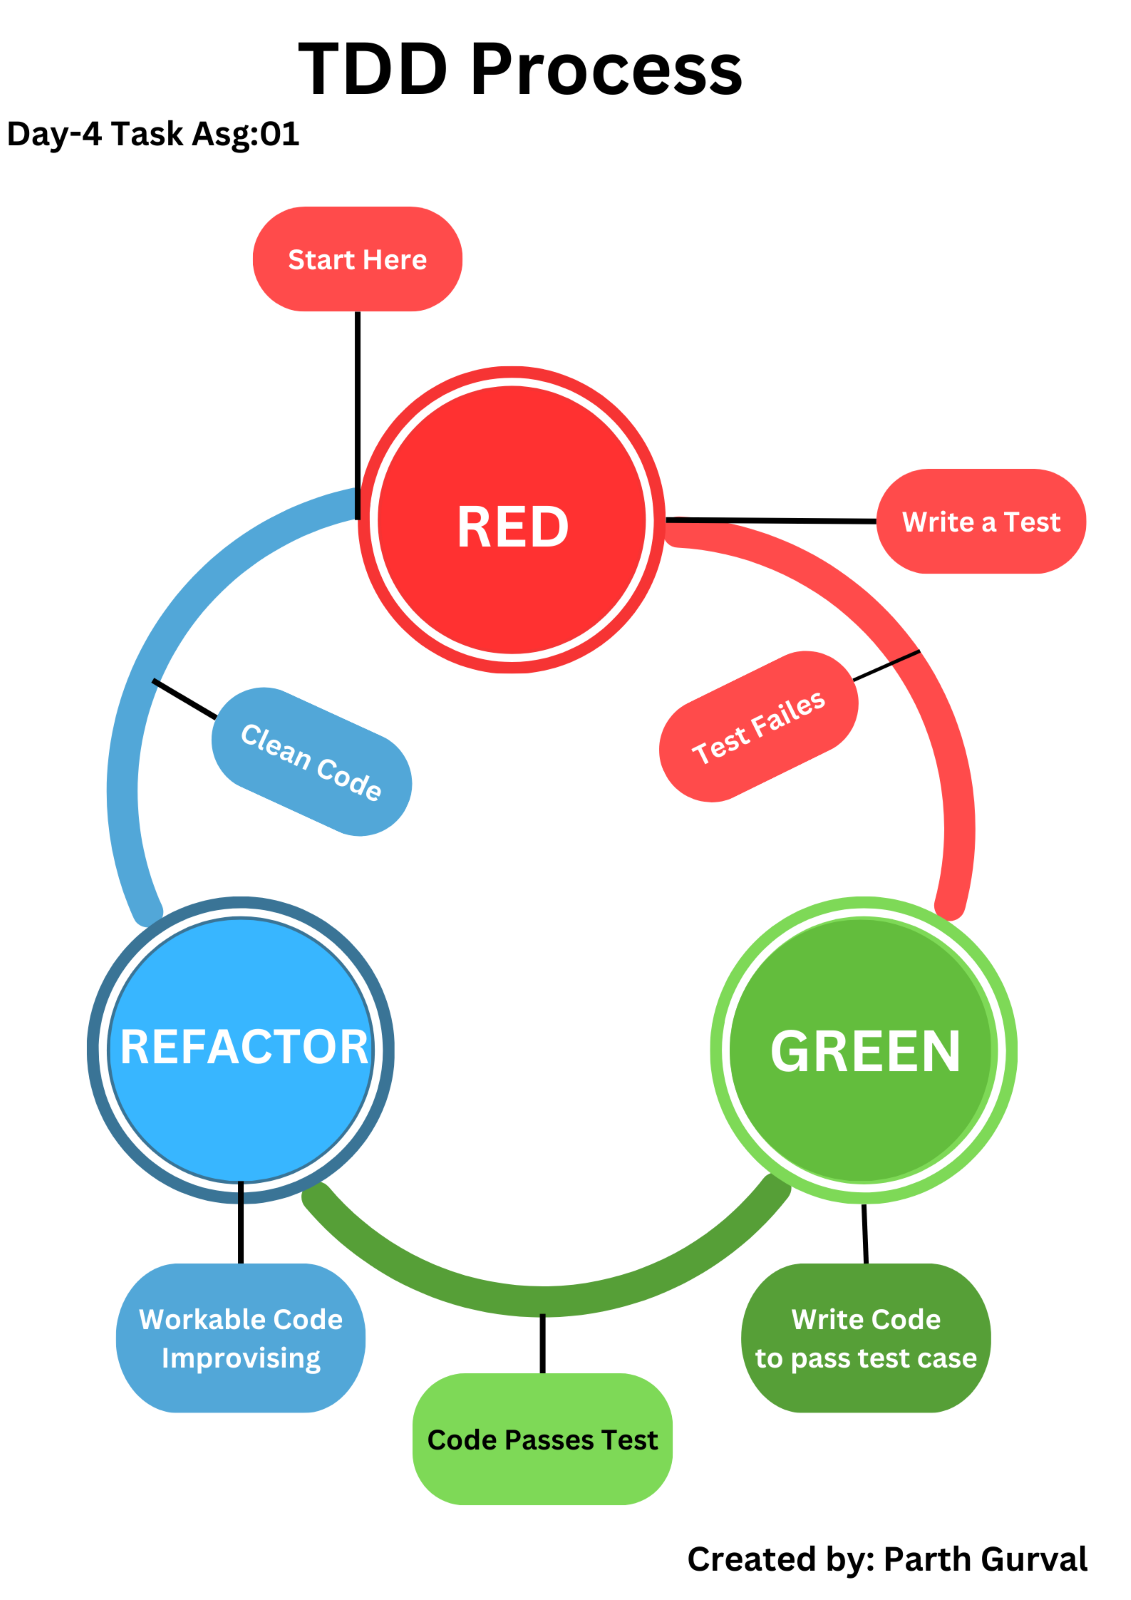 TDD Process
Day-4 Task Asg:01
Start Here
RED
Write a Test
Test Failes
Clean Code
REFACTOR
GREEN
Workable Code
Improvising
Write Code
to pass test case
Code Passes Test
Created by: Parth Gurval